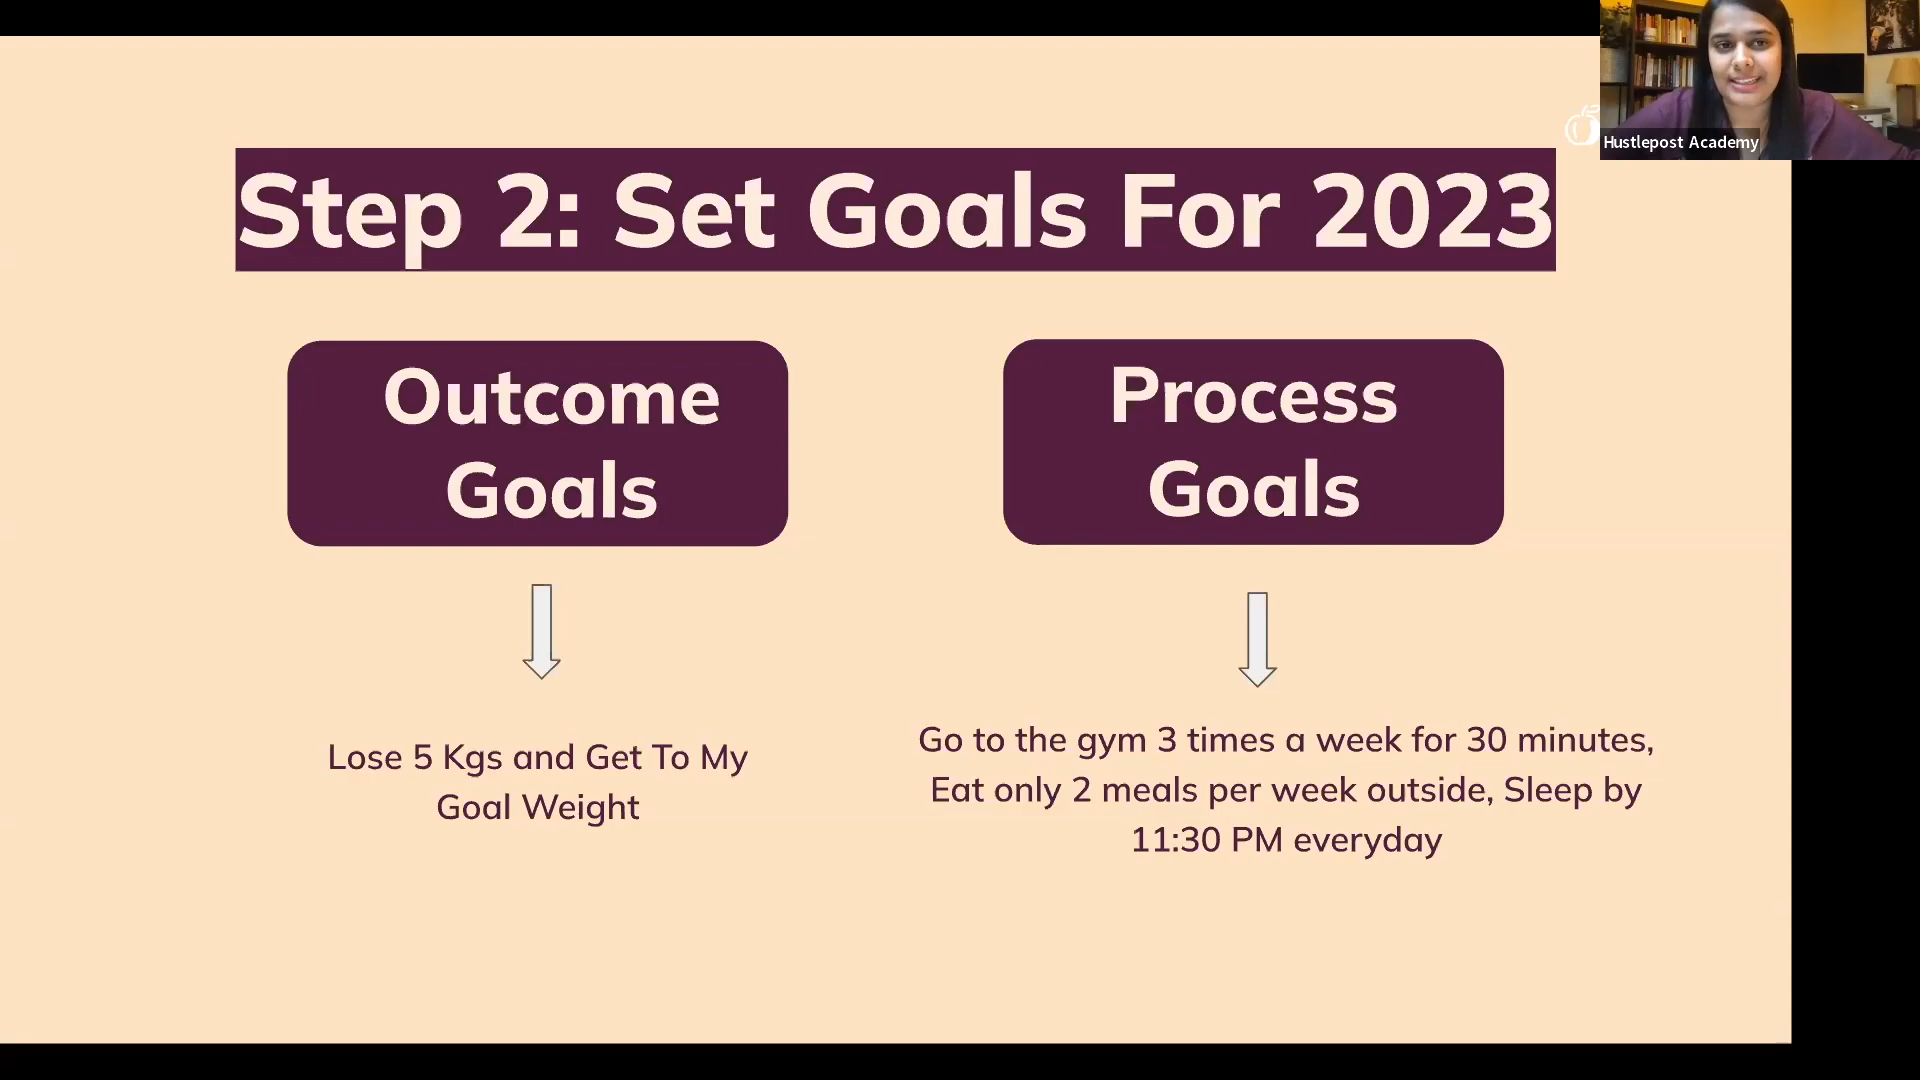 Hustlepost Academy
Step 2: Set Goals For 2023
Outcome
Goals
Process
Goals
Lose 5 Kgs and Get To My
Goal Weight
Go to the gym 3 times a week for 30 minutes,
Eat only 2 meals per week outside, Sleep by
11:30 PM everyday